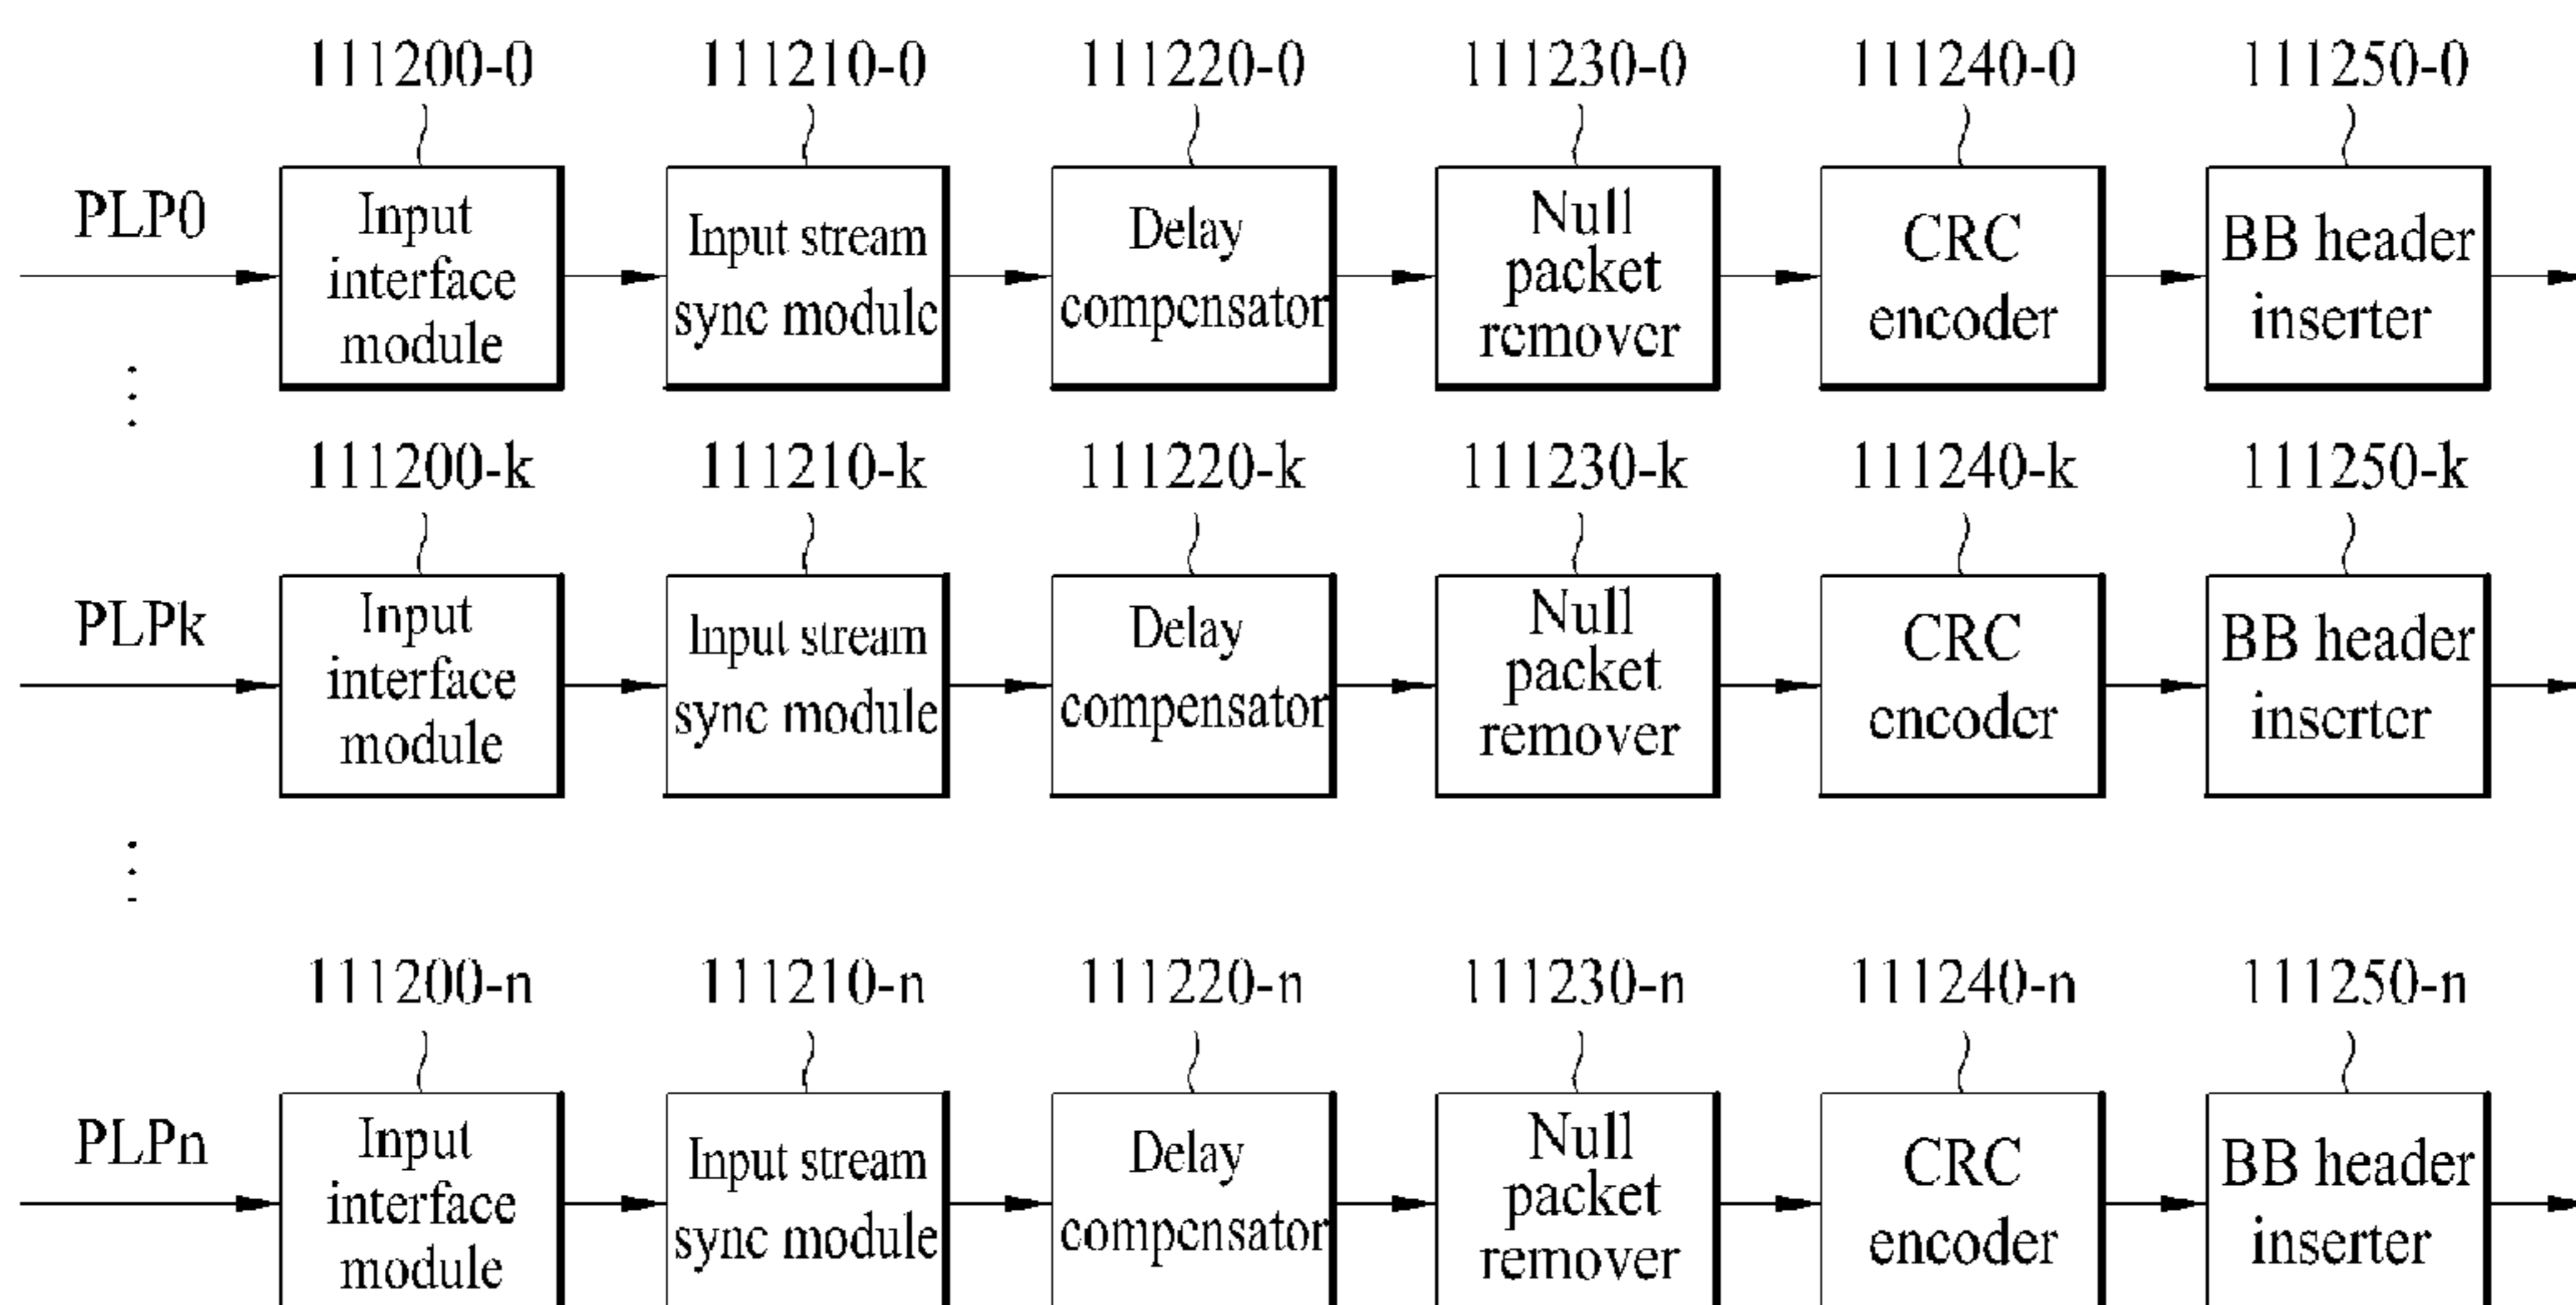 111200-0 111210-0 111220-0 111230-0 111240-0 111250-0
PLP0
Input
interface
module
Input stream
sync module
Delay
compensator
Null
packet
remover
CRC
encoder
BB header
inserter
111200-k 111210-k 111220-k 111230-k 111240-k 111250-k
PLPk
Input
interface
module
Input stream
sync module
Delay
compensator
Null
packet
remover
CRC
encoder
BB header
inserter
111200-n 111210-n 111220-n 111230-n 111240-n 111250-n
PLPn
Input
interface
module
Input stream
sync module
Delay
compensator
Null
packet
remover
CRC
encoder
BB header
inserter